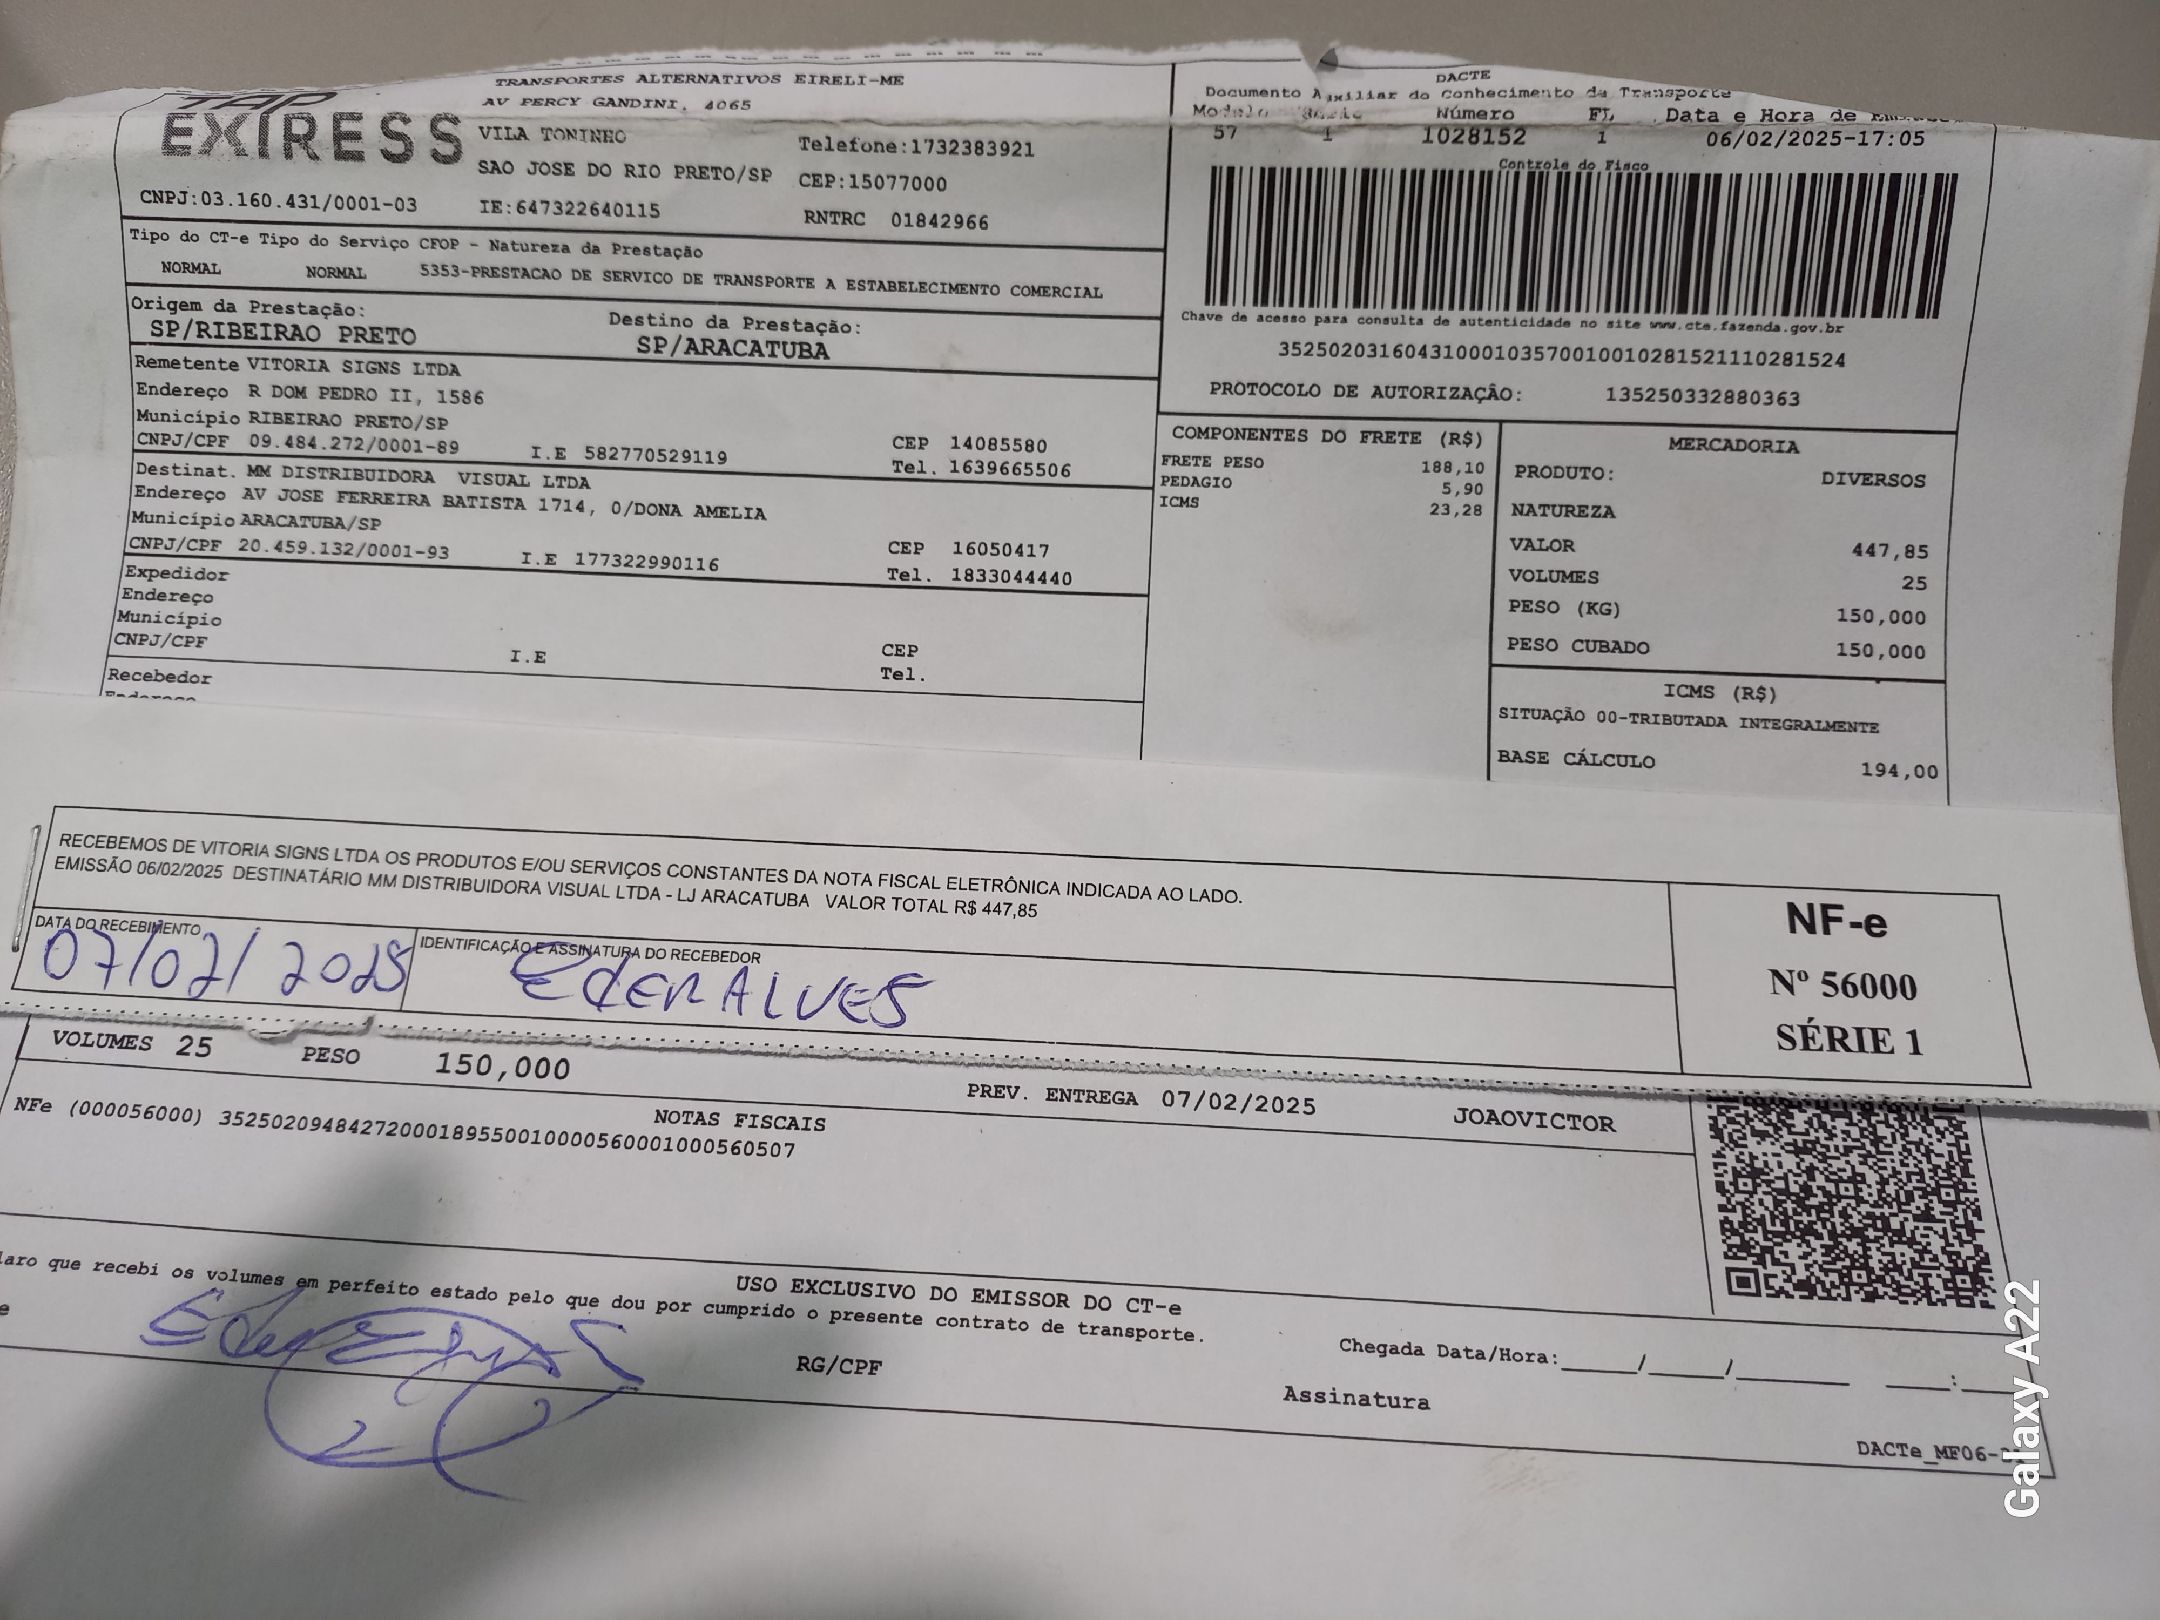 TRANSPORTES ALTERNATIVOS EIRELI-ME
TAP
EXPRESS
AV PERCY GANDINI, 4065
VILA TONINHO
Telefone:1732383921
SAO JOSE DO RIO PRETO/SP CEP:15077000
CNPJ:03.160.431/0001-03 IE:647322640115 RNTRC 01842966
DACTE
Documento Auxiliar do Conhecimento de Transporte
Modelo Número FL Data e Hora de
57 1 1028152 1 06/02/2025-17:05
Controle do Fisco
Chave de acesso para consulta de autenticidade no site www.cte.fazenda.gov.br
35250203160431000103570010010281521110281524
PROTOCOLO DE AUTORIZAÇÂO: 135250332880363
Tipo do CT-e Tipo do Serviço CFOP - Natureza da Prestação
NORMAL NORMAL 5353-PRESTACAO DE SERVICO DE TRANSPORTE A ESTABELECIMENTO COMERCIAL
Origem da Prestação: Destino da Prestação:
SP/RIBEIRAO PRETO SP/ARACATUBA
Remetente VITORIA SIGNS LTDA
Endereço R DOM PEDRO II, 1586
Município RIBEIRAO PRETO/SP CEP 14085580
CNPJ/CPF 09.484.272/0001-89 I.E 582770529119 Tel. 1639665506
Destinat. MM DISTRIBUIDORA VISUAL LTDA
Endereço AV JOSE FERREIRA BATISTA 1714, 0/DONA AMELIA
Município ARACATUBA/SP CEP 16050417
CNPJ/CPF 20.459.132/0001-93 I.E 177322990116 Tel. 1833044440
Expedidor
Endereço
Município CEP
CNPJ/CPF I.E Tel.
Recebedor
Endereço
COMPONENTES DO FRETE (R$)
FRETE PESO 188,10
PEDAGIO 5,90
ICMS 23,28
MERCADORIA
PRODUTO: DIVERSOS
NATUREZA
VALOR 447,85
VOLUMES 25
PESO (KG) 150,000
PESO CUBADO 150,000
ICMS (R$)
SITUAÇÃO 00-TRIBUTADA INTEGRALMENTE
BASE CÁLCULO 194,00
RECEBEMOS DE VITORIA SIGNS LTDA OS PRODUTOS E/OU SERVIÇOS CONSTANTES DA NOTA FISCAL ELETRÔNICA INDICADA AO LADO.
EMISSÃO 06/02/2025 DESTINATÁRIO MM DISTRIBUIDORA VISUAL LTDA - LJ ARACATUBA VALOR TOTAL R$ 447,85
DATA DO RECEBIMENTO IDENTIFICAÇÃO E ASSINATURA DO RECEBEDOR
07/02/2025 EDER ALVES
NF-e
Nº 56000
SÉRIE 1
VOLUMES 25 PESO 150,000 PREV. ENTREGA 07/02/2025 JOAOVICTOR
NOTAS FISCAIS
NFe (000056000) 35250209484272000189550010000560001000560507
USO EXCLUSIVO DO EMISSOR DO CT-e
laro que recebi os volumes em perfeito estado pelo que dou por cumprido o presente contrato de transporte.
e RG/CPF Chegada Data/Hora:_____/_____/_______ ____:____
Assinatura
DACTe_MF06-
Galaxy A22